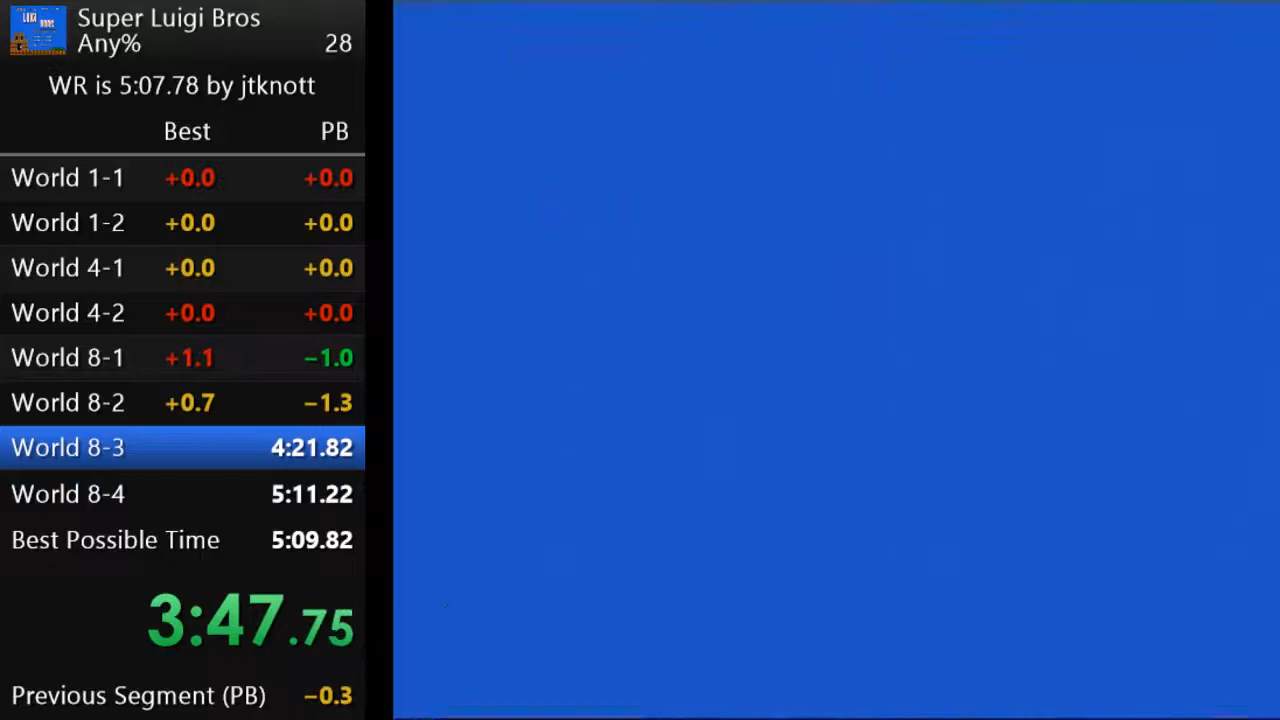 Super Luigi Bros
Any% 28
WR is 5:07.78 by jtknott
Best PB
World 1-1 +0.0 +0.0
World 1-2 +0.0 +0.0
World 4-1 +0.0 +0.0
World 4-2 +0.0 +0.0
World 8-1 +1.1 −1.0
World 8-2 +0.7 −1.3
World 8-3 4:21.82
World 8-4 5:11.22
Best Possible Time 5:09.82
3:47.75
Previous Segment (PB) −0.3